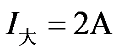 I大 = 2A